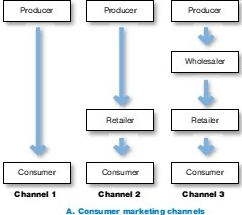 Producer Producer Producer
Wholesaler
Retailer Retailer
Consumer Consumer Consumer
Channel 1 Channel 2 Channel 3
A. Consumer marketing channels